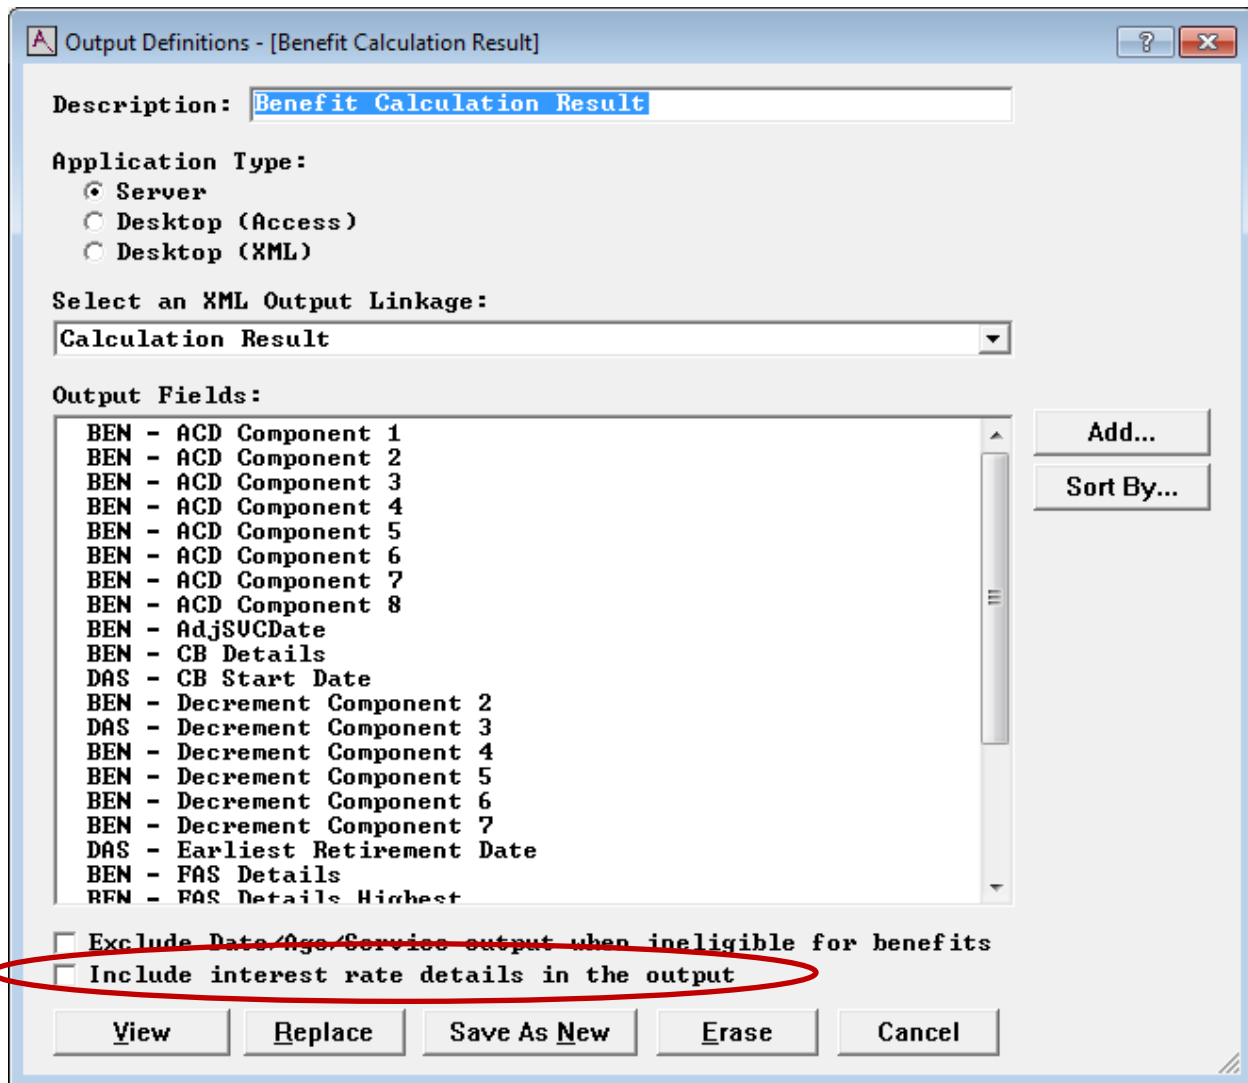 Output Definitions - [Benefit Calculation Result]
?
Description: Benefit Calculation Result
Application Type:
Server
Desktop (Access)
Desktop (XML)
Select an XML Output Linkage:
Calculation Result
Output Fields:
BEN - ACD Component 1
BEN - ACD Component 2
BEN - ACD Component 3
BEN - ACD Component 4
BEN - ACD Component 5
BEN - ACD Component 6
BEN - ACD Component 7
BEN - ACD Component 8
BEN - AdjSVCDate
BEN - CB Details
DAS - CB Start Date
BEN - Decrement Component 2
DAS - Decrement Component 3
BEN - Decrement Component 4
BEN - Decrement Component 5
BEN - Decrement Component 6
BEN - Decrement Component 7
DAS - Earliest Retirement Date
BEN - FAS Details
BEN - FAS Details Highest
Add...
Sort By...
Exclude Date/Age/Service output when ineligible for benefits
Include interest rate details in the output
View Replace Save As New Erase Cancel